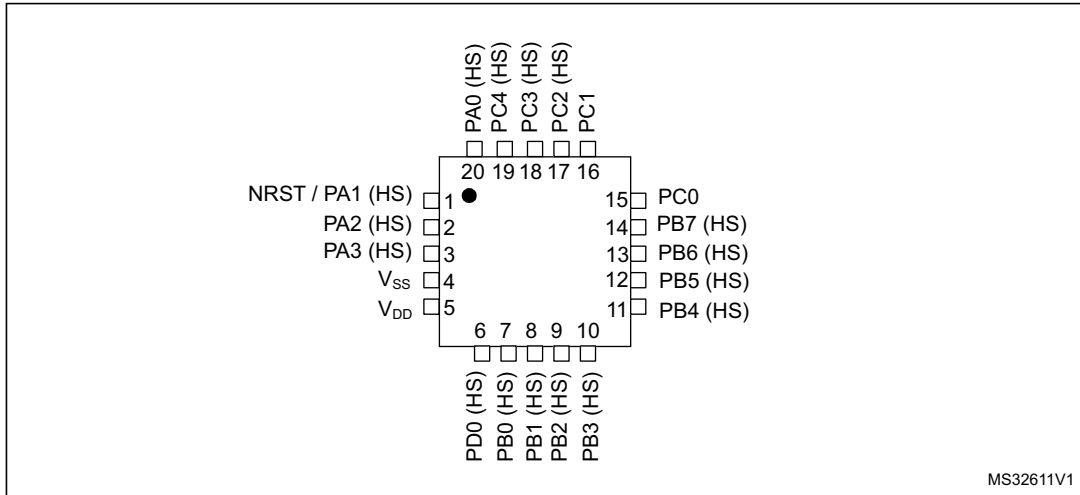 PA0 (HS)
PC4 (HS)
PC3 (HS)
PC2 (HS)
PC1
20 19 18 17 16
NRST / PA1 (HS) 1
PA2 (HS) 2
PA3 (HS) 3
VSS 4
VDD 5
15 PC0
14 PB7 (HS)
13 PB6 (HS)
12 PB5 (HS)
11 PB4 (HS)
6 7 8 9 10
PD0 (HS)
PB0 (HS)
PB1 (HS)
PB2 (HS)
PB3 (HS)
MS32611V1